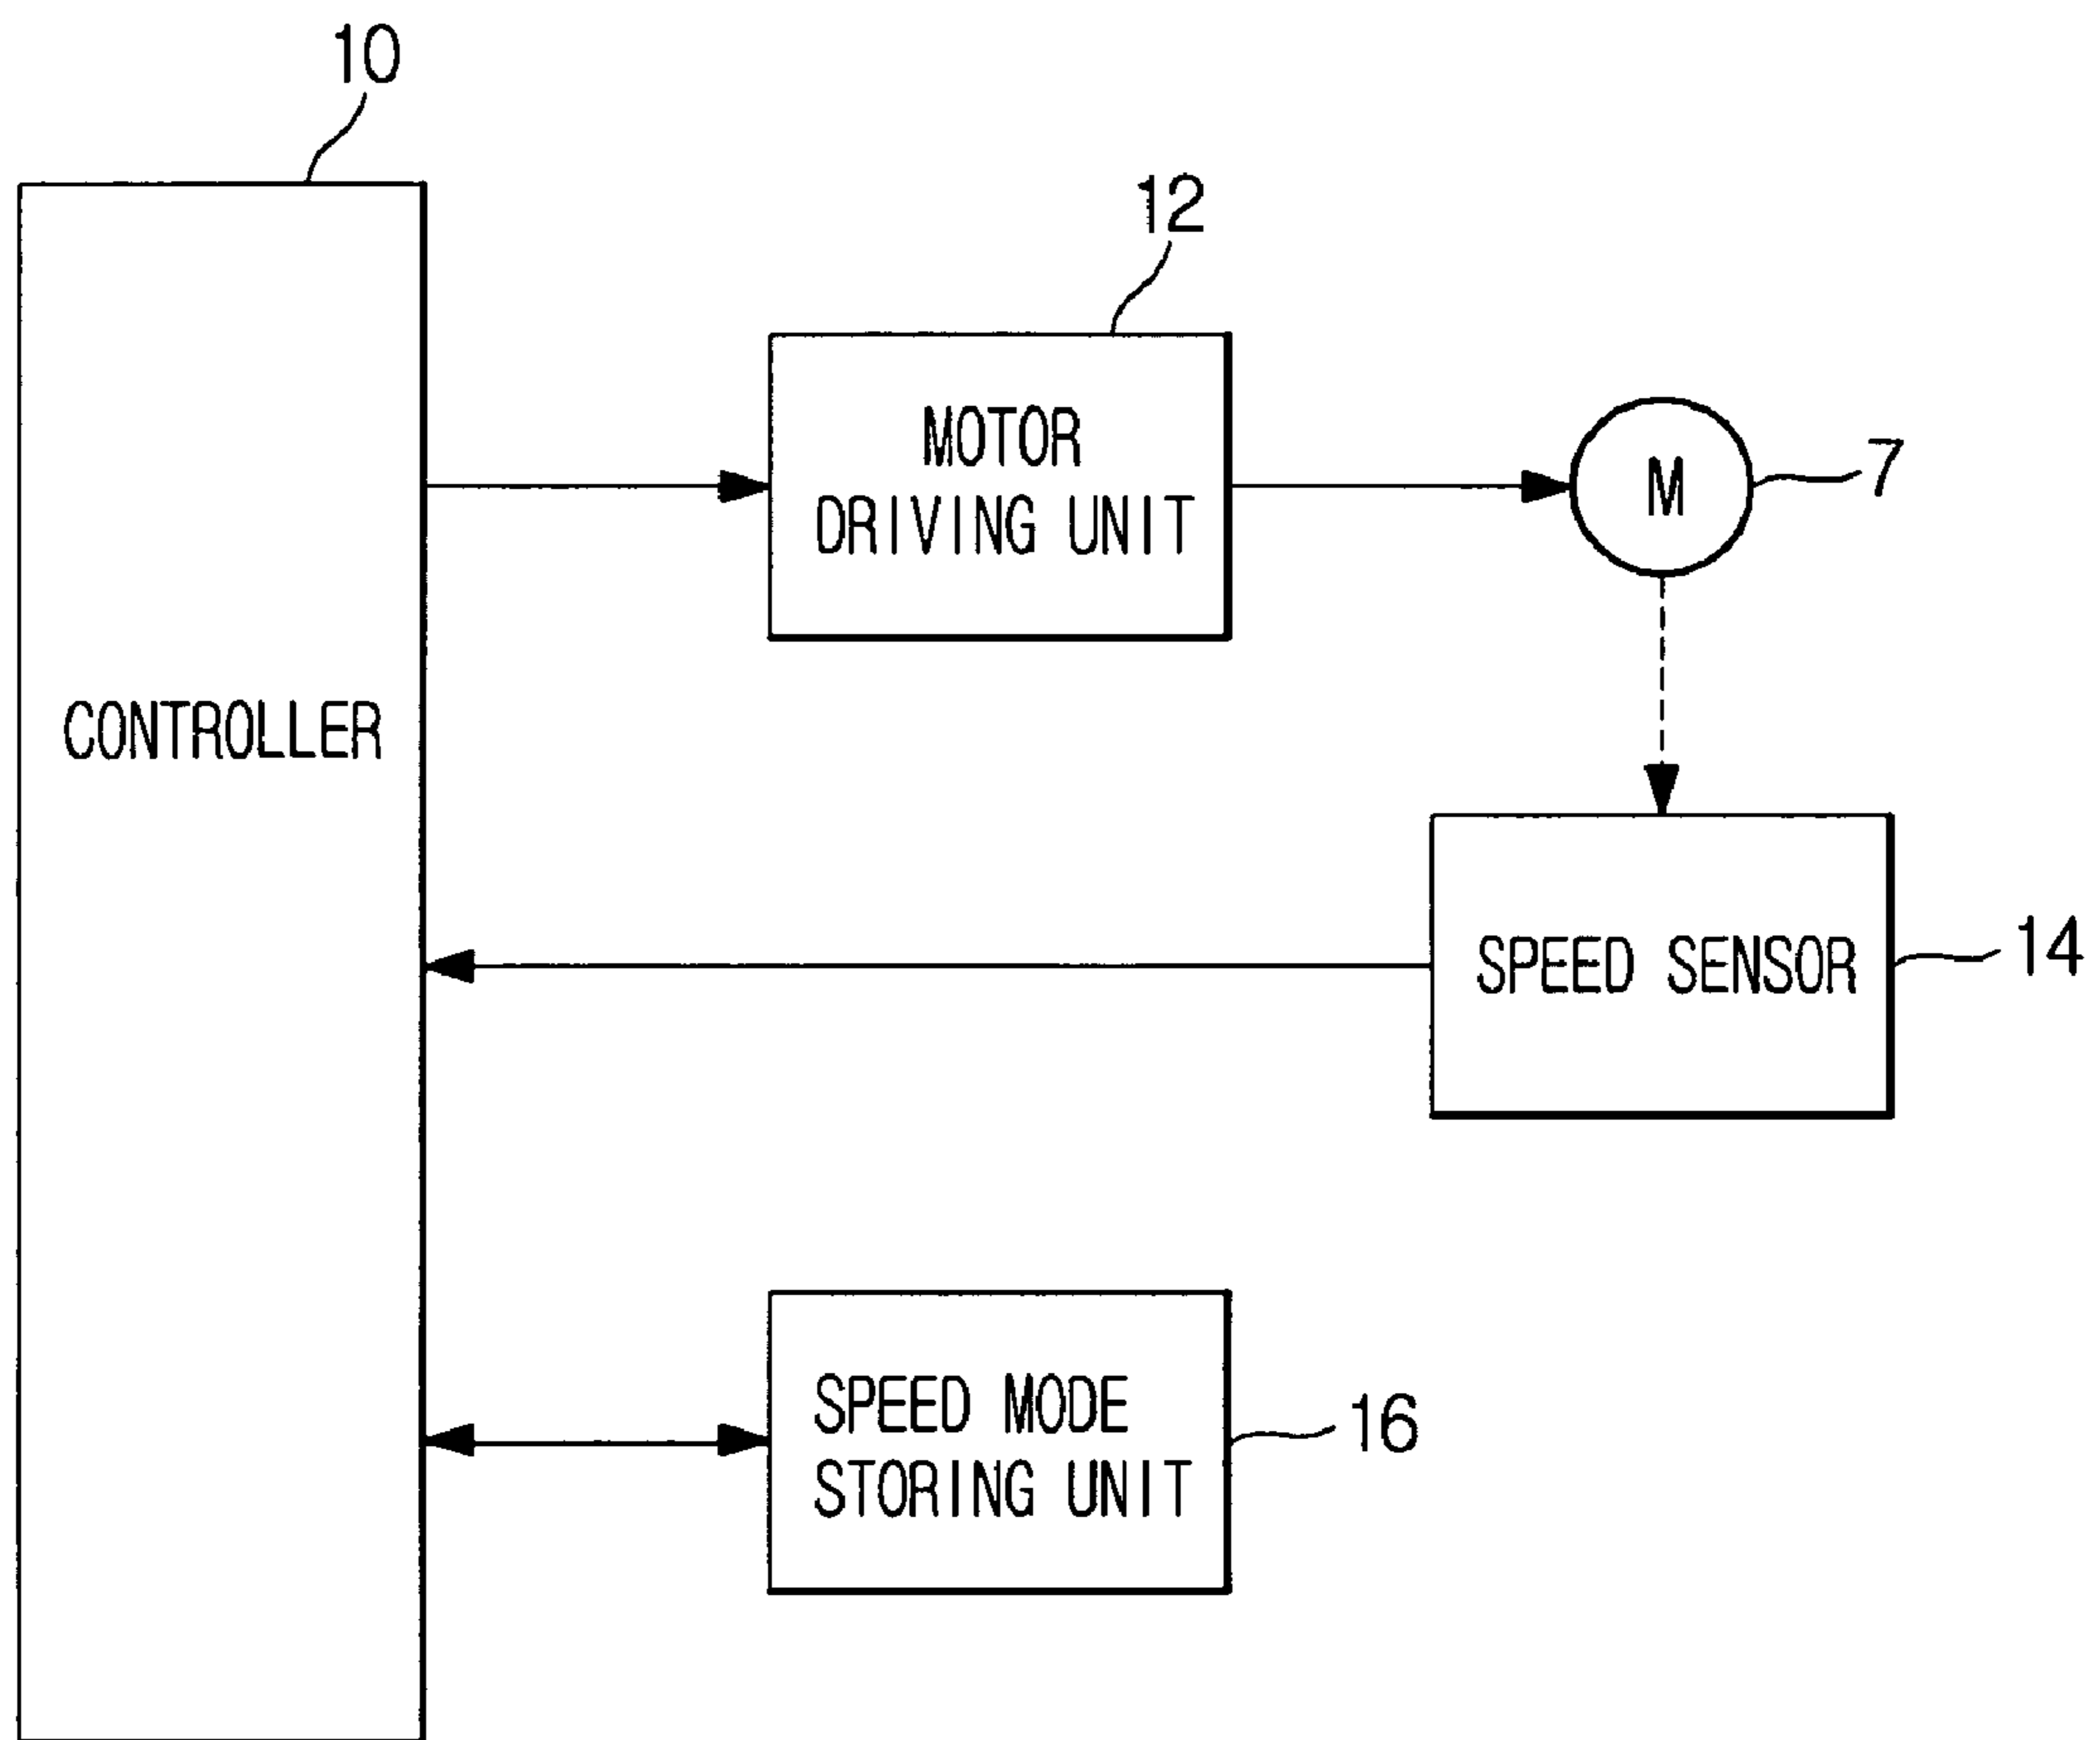 10
12
MOTOR
DRIVING UNIT
M
7
CONTROLLER
SPEED SENSOR
14
SPEED MODE
STORING UNIT
16